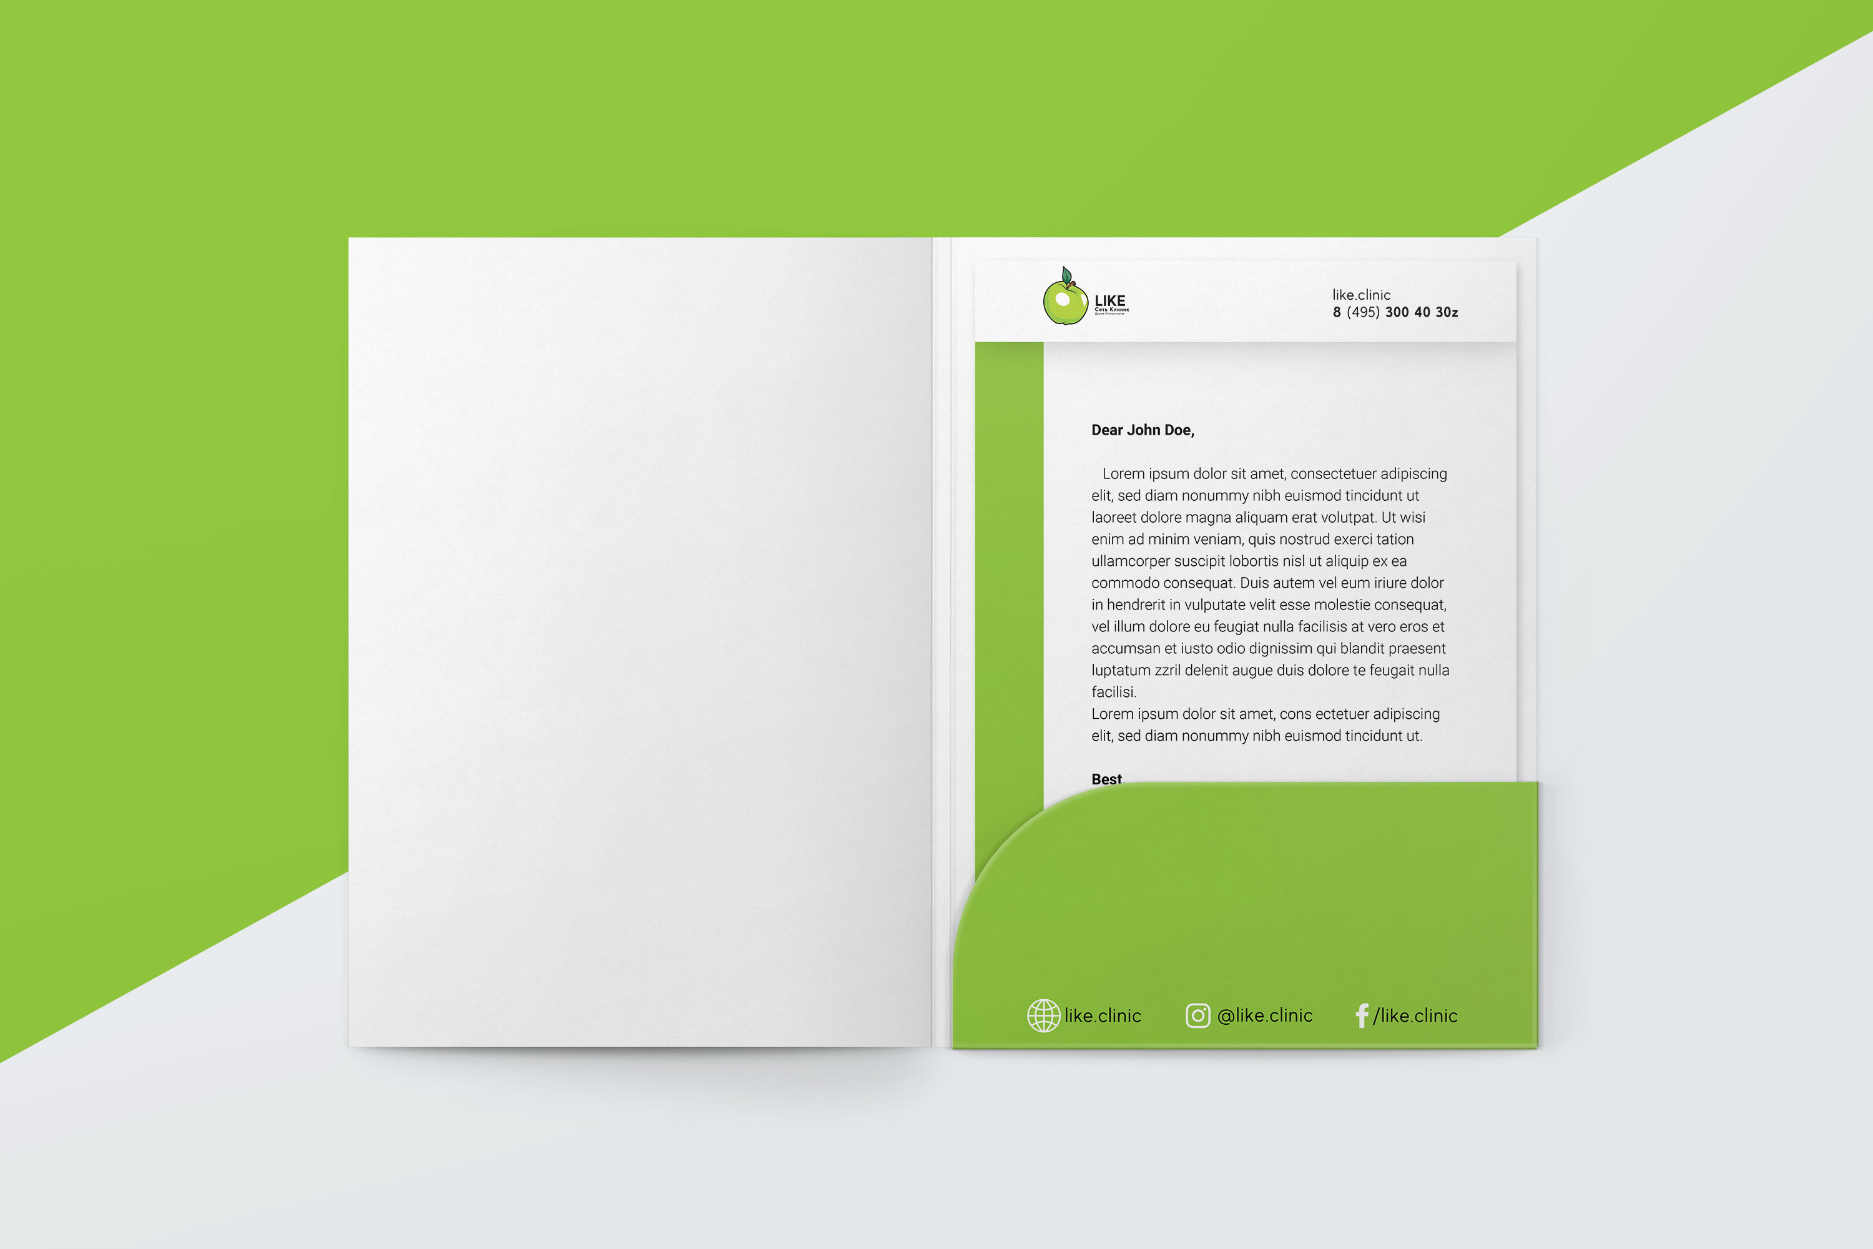 LIKE
Сеть Клиник
like.clinic
8 (495) 300 40 30z
Dear John Doe,
Lorem ipsum dolor sit amet, consectetuer adipiscing
elit, sed diam nonummy nibh euismod tincidunt ut
laoreet dolore magna aliquam erat volutpat. Ut wisi
enim ad minim veniam, quis nostrud exerci tation
ullamcorper suscipit lobortis nisl ut aliquip ex ea
commodo consequat. Duis autem vel eum iriure dolor
in hendrerit in vulputate velit esse molestie consequat,
vel illum dolore eu feugiat nulla facilisis at vero eros et
accumsan et iusto odio dignissim qui blandit praesent
luptatum zzril delenit augue duis dolore te feugait nulla
facilisi.
Lorem ipsum dolor sit amet, cons ectetuer adipiscing
elit, sed diam nonummy nibh euismod tincidunt ut.
Best
like.clinic
@like.clinic
/like.clinic